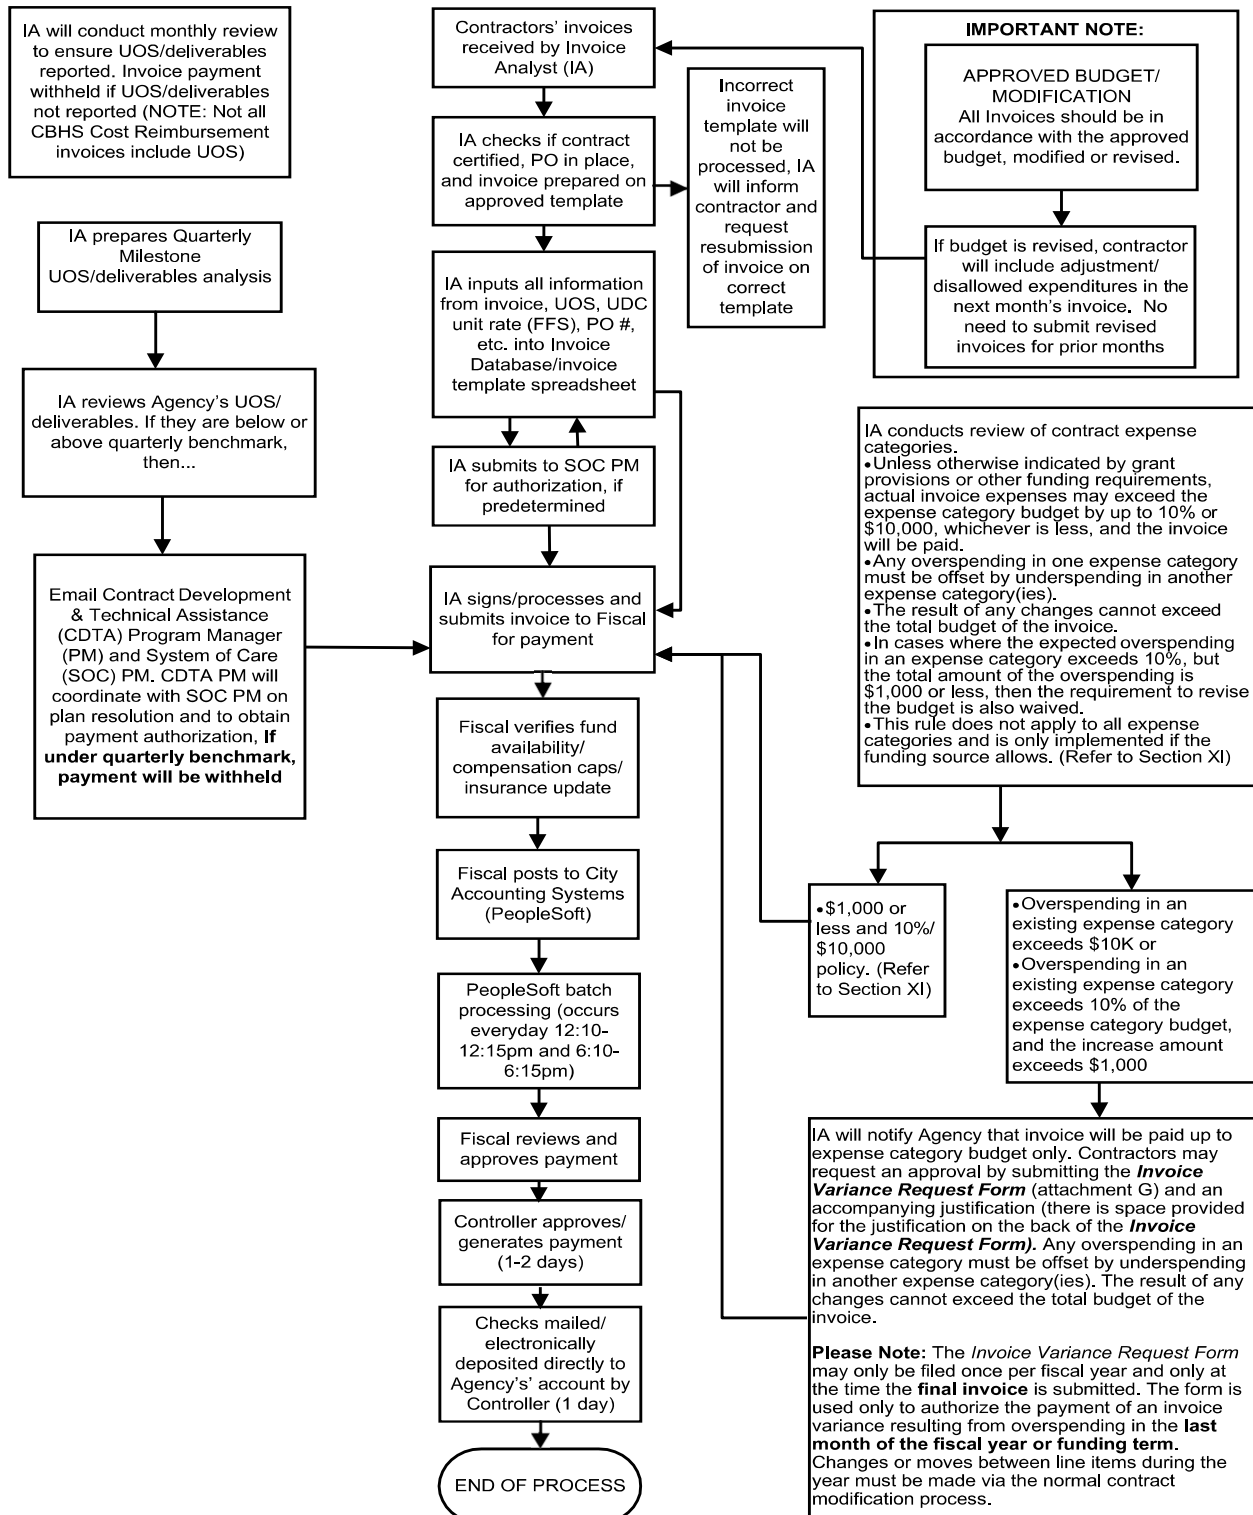 IA will conduct monthly review
to ensure UOS/deliverables
reported. Invoice payment
withheld if UOS/deliverables
not reported (NOTE: Not all
CBHS Cost Reimbursement
invoices include UOS)
IA prepares Quarterly
Milestone
UOS/deliverables analysis
IA reviews Agency's UOS/
deliverables. If they are below or
above quarterly benchmark,
then...
Email Contract Development
& Technical Assistance
(CDTA) Program Manager
(PM) and System of Care
(SOC) PM. CDTA PM will
coordinate with SOC PM on
plan resolution and to obtain
payment authorization, If
under quarterly benchmark,
payment will be withheld
Contractors' invoices
received by Invoice
Analyst (IA)
IA checks if contract
certified, PO in place,
and invoice prepared on
approved template
Incorrect
invoice
template will
not be
processed, IA
will inform
contractor and
request
resubmission
of invoice on
correct
template
IA inputs all information
from invoice, UOS, UDC
unit rate (FFS), PO #,
etc. into Invoice
Database/invoice
template spreadsheet
IA submits to SOC PM
for authorization, if
predetermined
IA signs/processes and
submits invoice to Fiscal
for payment
Fiscal verifies fund
availability/
compensation caps/
insurance update
Fiscal posts to City
Accounting Systems
(PeopleSoft)
PeopleSoft batch
processing (occurs
everyday 12:10-
12:15pm and 6:10-
6:15pm)
Fiscal reviews and
approves payment
Controller approves/
generates payment
(1-2 days)
Checks mailed/
electronically
deposited directly to
Agency's' account by
Controller (1 day)
END OF PROCESS
IMPORTANT NOTE:
APPROVED BUDGET/
MODIFICATION
All Invoices should be in
accordance with the approved
budget, modified or revised.
If budget is revised, contractor
will include adjustment/
disallowed expenditures in the
next month's invoice. No
need to submit revised
invoices for prior months
IA conducts review of contract expense
categories.
•Unless otherwise indicated by grant
provisions or other funding requirements,
actual invoice expenses may exceed the
expense category budget by up to 10% or
$10,000, whichever is less, and the invoice
will be paid.
•Any overspending in one expense category
must be offset by underspending in another
expense category(ies).
•The result of any changes cannot exceed
the total budget of the invoice.
•In cases where the expected overspending
in an expense category exceeds 10%, but
the total amount of the overspending is
$1,000 or less, then the requirement to revise
the budget is also waived.
•This rule does not apply to all expense
categories and is only implemented if the
funding source allows. (Refer to Section XI)
•$1,000 or
less and 10%/
$10,000
policy. (Refer
to Section XI)
•Overspending in an
existing expense category
exceeds $10K or
•Overspending in an
existing expense category
exceeds 10% of the
expense category budget,
and the increase amount
exceeds $1,000
IA will notify Agency that invoice will be paid up to
expense category budget only. Contractors may
request an approval by submitting the Invoice
Variance Request Form (attachment G) and an
accompanying justification (there is space provided
for the justification on the back of the Invoice
Variance Request Form). Any overspending in an
expense category must be offset by underspending
in another expense category(ies). The result of any
changes cannot exceed the total budget of the
invoice.
Please Note: The Invoice Variance Request Form
may only be filed once per fiscal year and only at
the time the final invoice is submitted. The form is
used only to authorize the payment of an invoice
variance resulting from overspending in the last
month of the fiscal year or funding term.
Changes or moves between line items during the
year must be made via the normal contract
modification process.